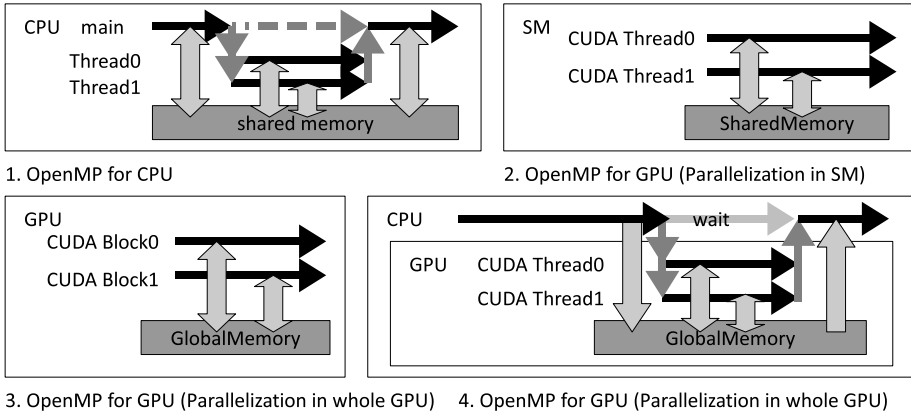 CPU main
Thread0
Thread1
shared memory
1. OpenMP for CPU
SM
CUDA Thread0
CUDA Thread1
SharedMemory
2. OpenMP for GPU (Parallelization in SM)
GPU
CUDA Block0
CUDA Block1
GlobalMemory
3. OpenMP for GPU (Parallelization in whole GPU)
CPU
wait
GPU
CUDA Thread0
CUDA Thread1
GlobalMemory
4. OpenMP for GPU (Parallelization in whole GPU)